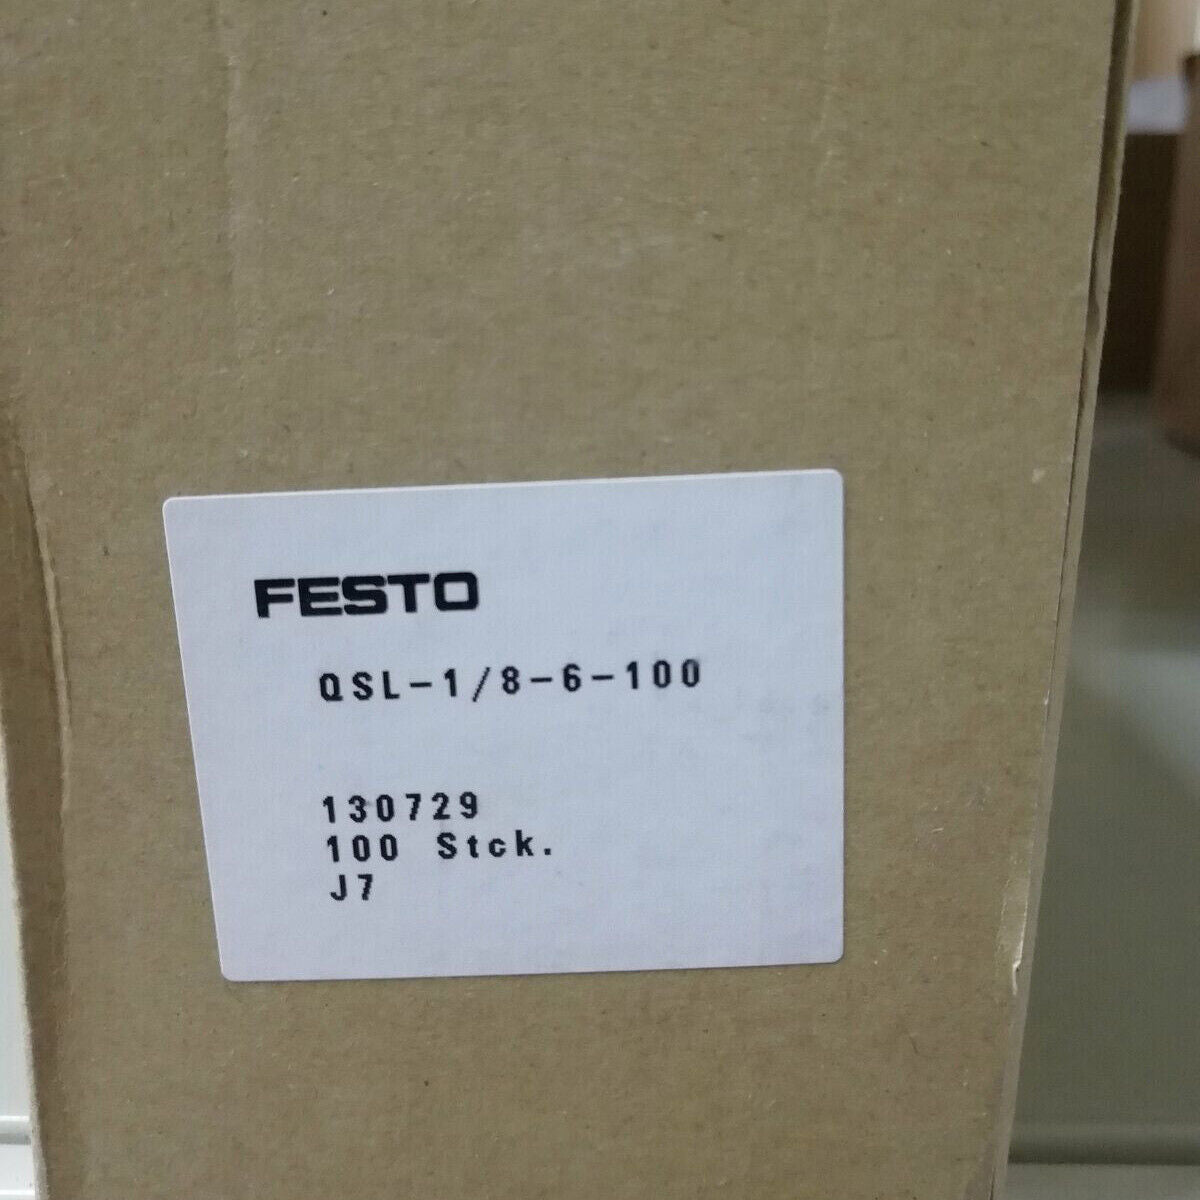 FESTO
QSL-1/8-6-100
130729
100 Stck.
J7